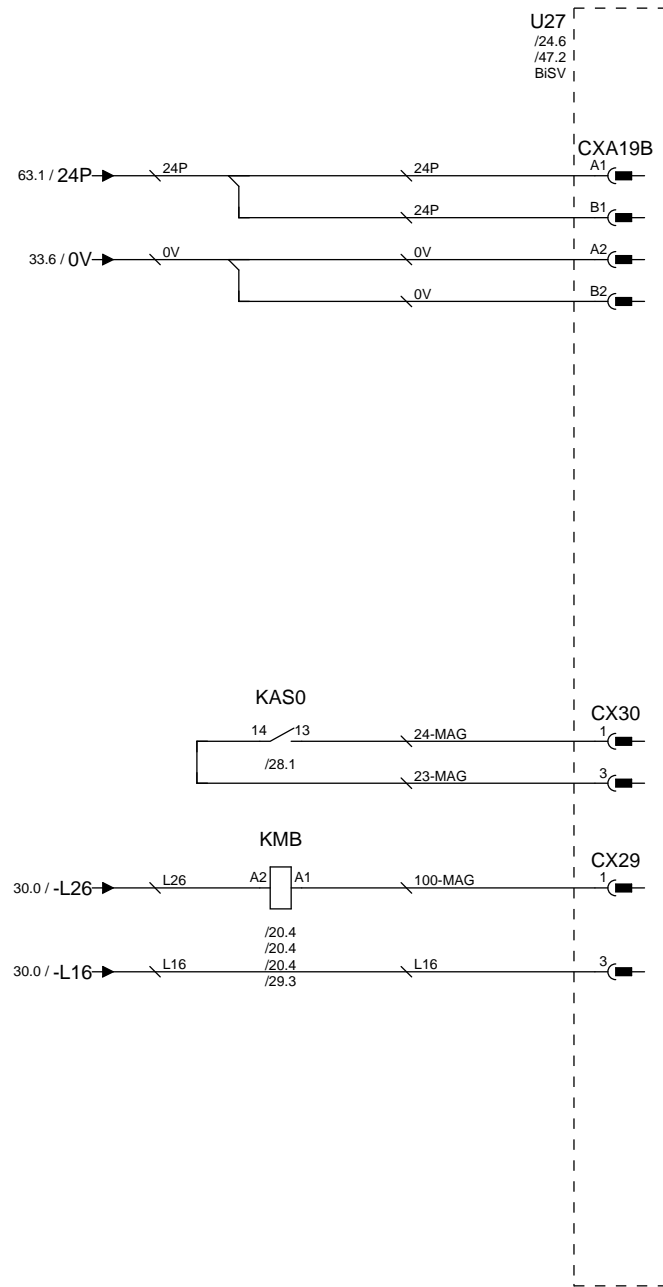 U27
/24.6
/47.2
BiSV
CXA19B
63.1 / 24P 24P 24P A1
24P B1
33.6 / 0V 0V 0V A2
0V B2
KAS0
CX30
14 13 24-MAG 1
/28.1
23-MAG 3
KMB
CX29
30.0 / -L26 L26 A2 A1 100-MAG 1
/20.4
/20.4
30.0 / -L16 L16 /20.4 L16 3
/29.3